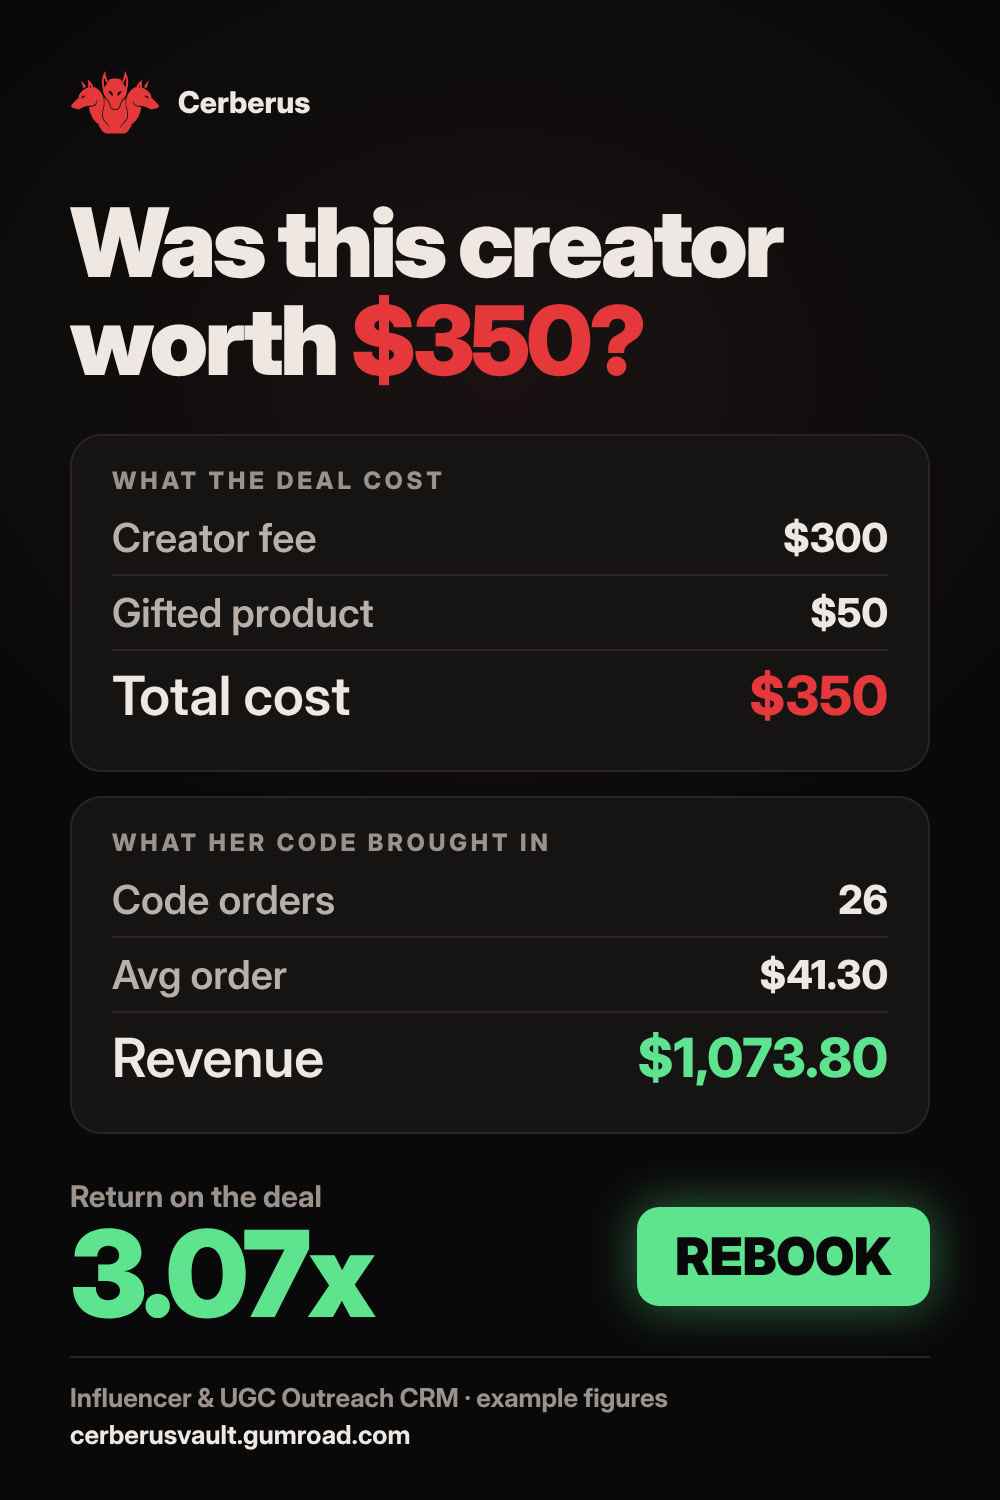 Cerberus
Was this creator
worth $350?
WHAT THE DEAL COST
Creator fee $300
Gifted product $50
Total cost $350
WHAT HER CODE BROUGHT IN
Code orders 26
Avg order $41.30
Revenue $1,073.80
Return on the deal
3.07x
REBOOK
Influencer & UGC Outreach CRM · example figures
cerberusvault.gumroad.com